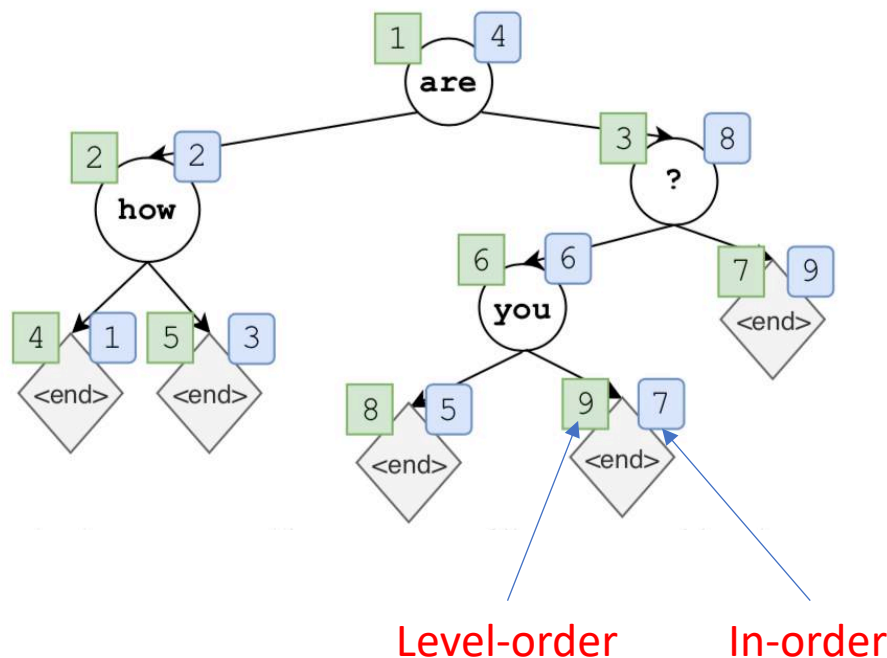 1 4
are
2 2
how
3 8
?
6 6
you
7 9
<end>
4 1
<end>
5 3
<end>
8 5
<end>
9 7
<end>
Level-order
In-order